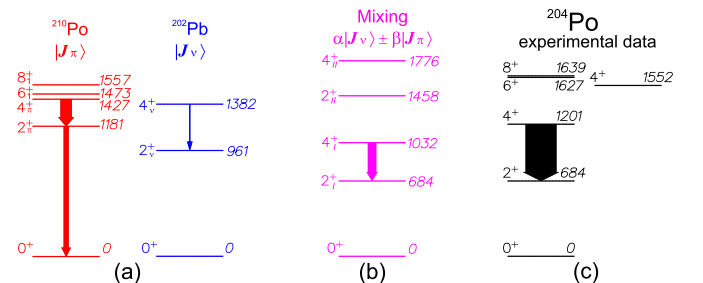 ²¹⁰Po
|Jπ⟩
8⁺₁ 1557
6⁺₁ 1473
4⁺π 1427
2⁺π 1181
0⁺ 0
(a)
²⁰²Pb
|Jν⟩
4⁺ν 1382
2⁺ν 961
0⁺ 0
Mixing
α|Jν⟩ ± β|Jπ⟩
4⁺II 1776
2⁺II 1458
4⁺I 1032
2⁺I 684
0⁺ 0
(b)
²⁰⁴Po
experimental data
8⁺ 1639
6⁺ 1627
4⁺ 1552
4⁺ 1201
2⁺ 684
0⁺ 0
(c)